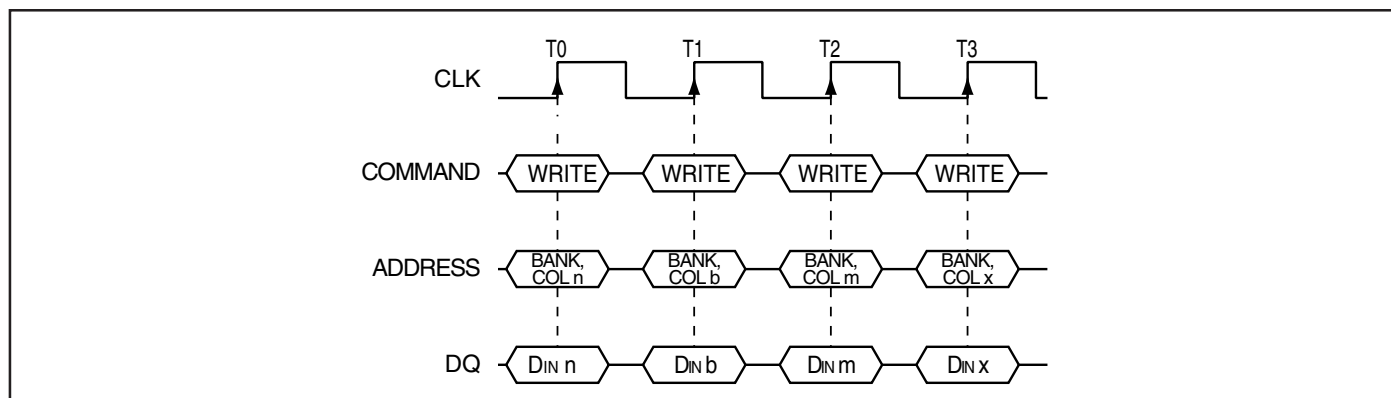 T0 T1 T2 T3
CLK
COMMAND WRITE WRITE WRITE WRITE
ADDRESS BANK, BANK, BANK, BANK,
COL n COL b COL m COL x
DQ DIN n DIN b DIN m DIN x